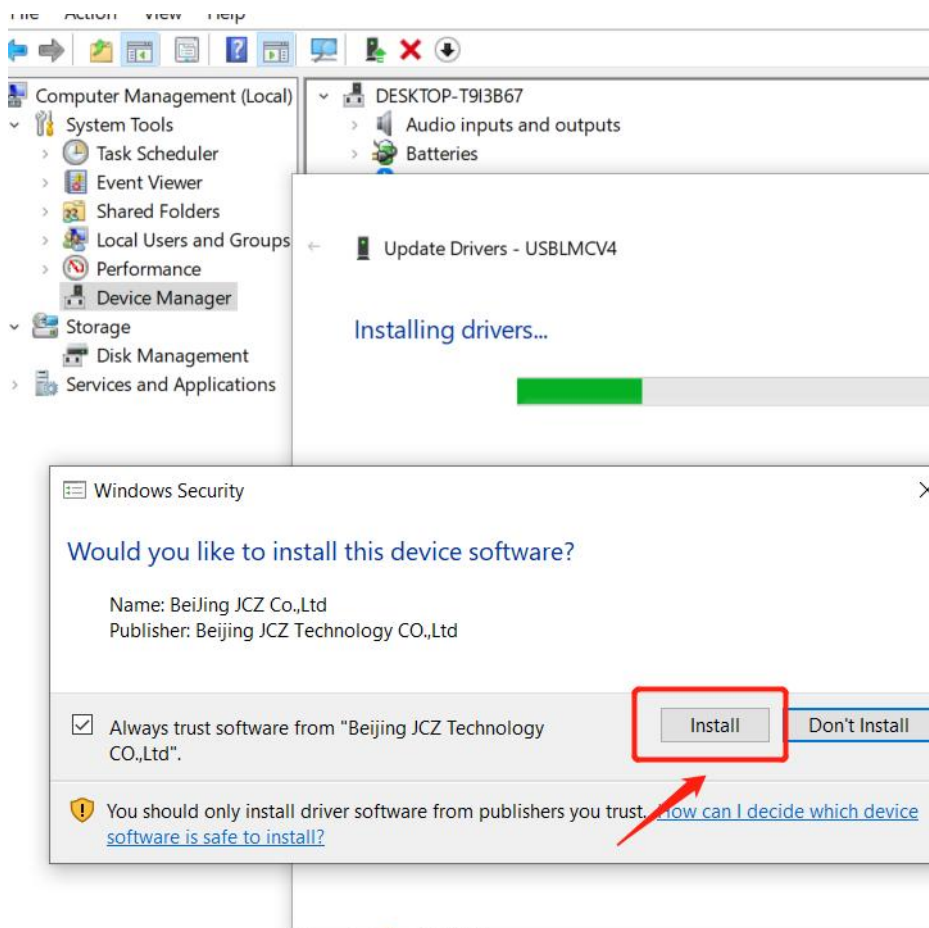 Action View Help
Computer Management (Local)
System Tools
Task Scheduler
Event Viewer
Shared Folders
Local Users and Groups
Performance
Device Manager
Storage
Disk Management
Services and Applications
DESKTOP-T9I3B67
Audio inputs and outputs
Batteries
Update Drivers - USBLMCV4
Installing drivers...
Windows Security
Would you like to install this device software?
Name: BeiJing JCZ Co.,Ltd
Publisher: Beijing JCZ Technology CO.,Ltd
Always trust software from "Beijing JCZ Technology
CO.,Ltd".
Install
Don't Install
You should only install driver software from publishers you trust. How can I decide which device
software is safe to install?